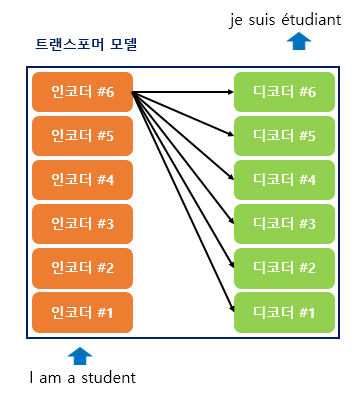 je suis étudiant
트랜스포머 모델
인코더 #6
디코더 #6
인코더 #5
디코더 #5
인코더 #4
디코더 #4
인코더 #3
디코더 #3
인코더 #2
디코더 #2
인코더 #1
디코더 #1
I am a student